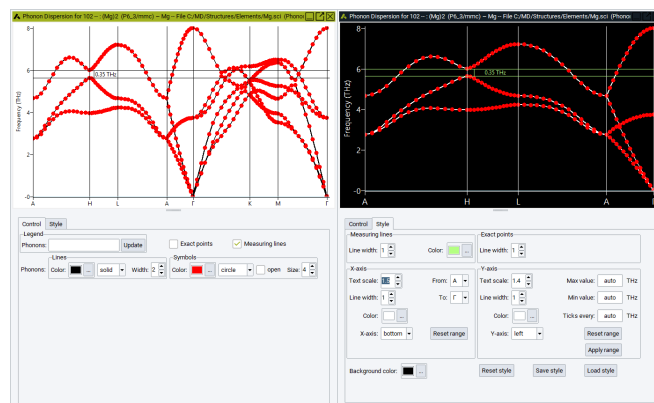 Phonon Dispersion for 102 -- : (Mg)2 (P6_3/mmc) ~ Mg -- File C:/MD/Structures/Elements/Mg.sci (Phonon
8-
6-
4-
2-
-0-
Frequency (THz)
0.35 THz
A H L A Γ K M Γ
Control Style
Legend
Phonons: Update Exact points Measuring lines
Lines Symbols
Phonons: Color: ... solid Width: 2 Color: ... circle open Size: 4
Phonon Dispersion for 102 -- : (Mg)2 (P6_3/mmc) ~ Mg -- File C:/MD/Structures/Elements/Mg.sci (Phonon
8-
6-
4-
2-
-0-
Frequency (THz)
0.35 THz
A H L A
Control Style
Measuring lines Exact points
Line width: 1 Color: ... Line width: 1
X-axis Y-axis
Text scale: From: A Text scale: 1.4 Max value: auto THz
Line width: 1 To: Γ Line width: 1 Min value: auto THz
Color: ... Color: ... Ticks every: auto THz
X-axis: bottom Reset range Y-axis: left Reset range
Apply range
Background color: ... Reset style Save style Load style